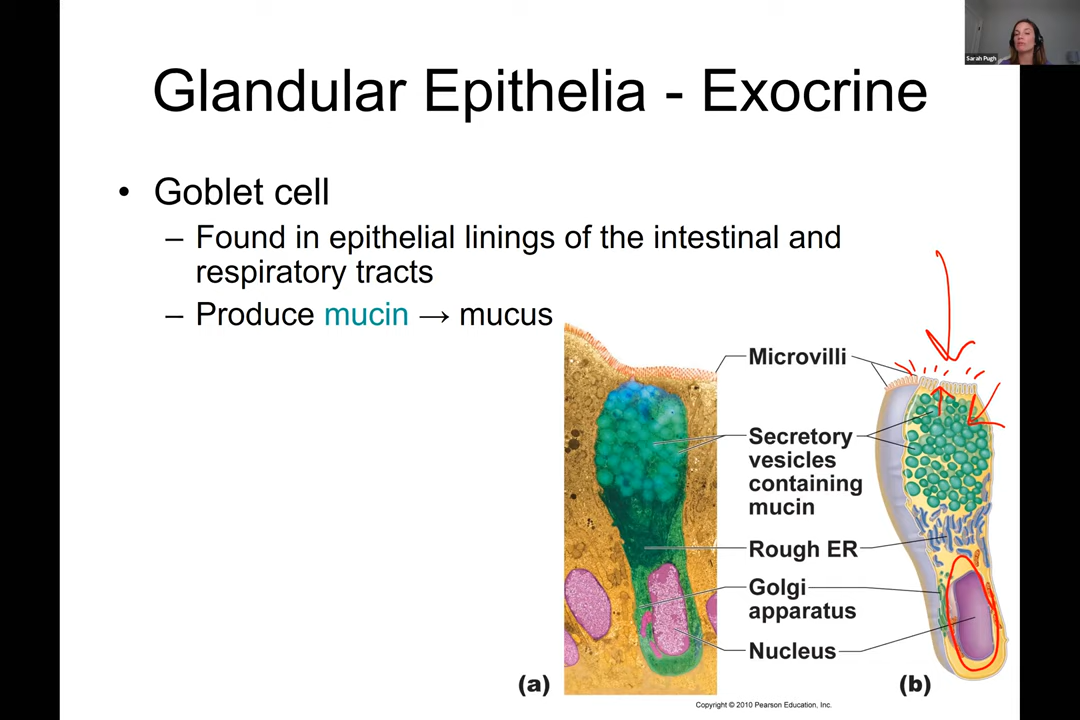 Sarah Pugh
Glandular Epithelia - Exocrine
• Goblet cell
– Found in epithelial linings of the intestinal and
respiratory tracts
– Produce mucin → mucus
Microvilli
Secretory
vesicles
containing
mucin
Rough ER
Golgi
apparatus
Nucleus
(a)
(b)
Copyright © 2010 Pearson Education, Inc.